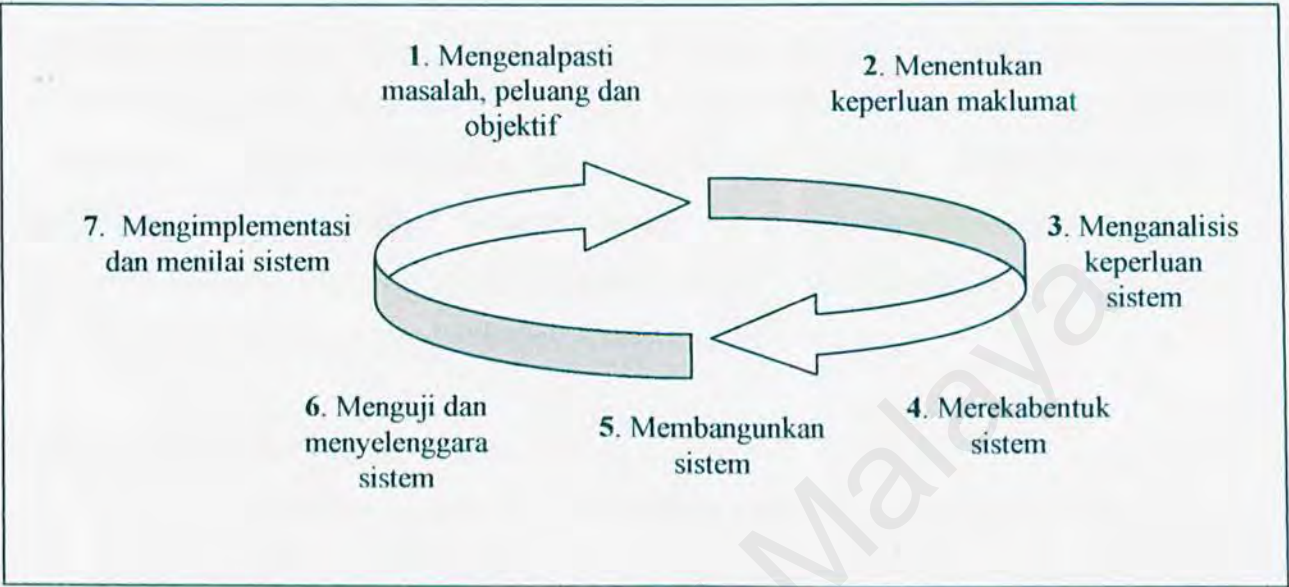 1. Mengenalpasti
masalah, peluang dan
objektif
2. Menentukan
keperluan maklumat
3. Menganalisis
keperluan
sistem
4. Merekabentuk
sistem
5. Membangunkan
sistem
6. Menguji dan
menyelenggara
sistem
7. Mengimplementasi
dan menilai sistem
Malaya